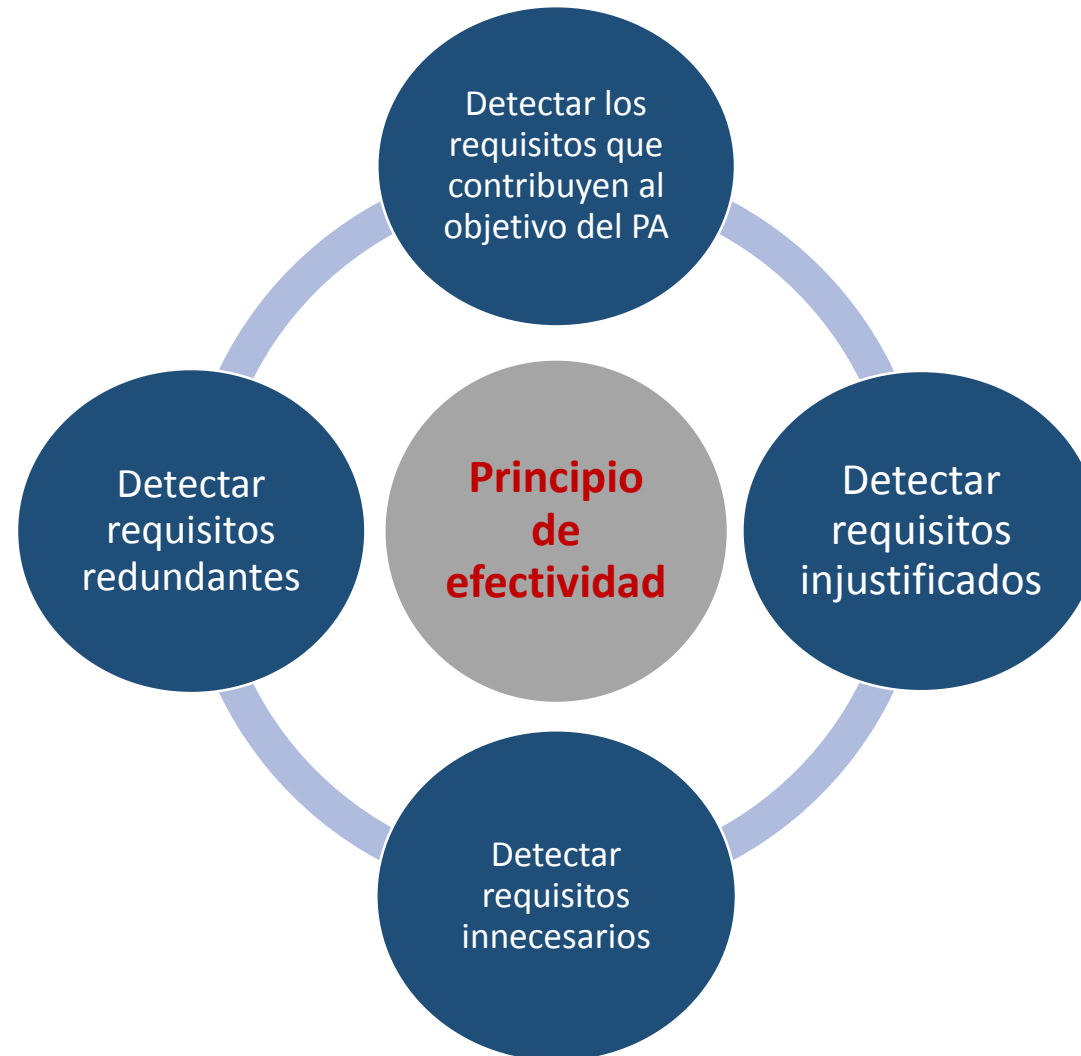 Detectar los
requisitos que
contribuyen al
objetivo del PA
Detectar
requisitos
redundantes
Principio
de
efectividad
Detectar
requisitos
injustificados
Detectar
requisitos
innecesarios